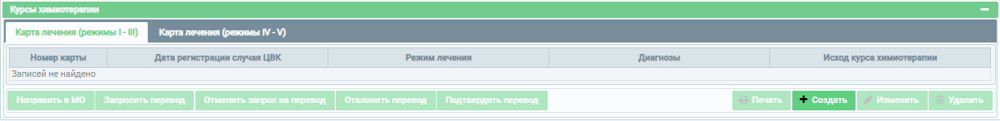 Курсы химиотерапии
Карта лечения (режимы I - III) Карта лечения (режимы IV - V)
Номер карты Дата регистрации случая ЦВК Режим лечения Диагнозы Исход курса химиотерапии
Записей не найдено
Направить в МО Запросить перевод Отменить запрос на перевод Отклонить перевод Подтвердить перевод Печать Создать Изменить Удалить